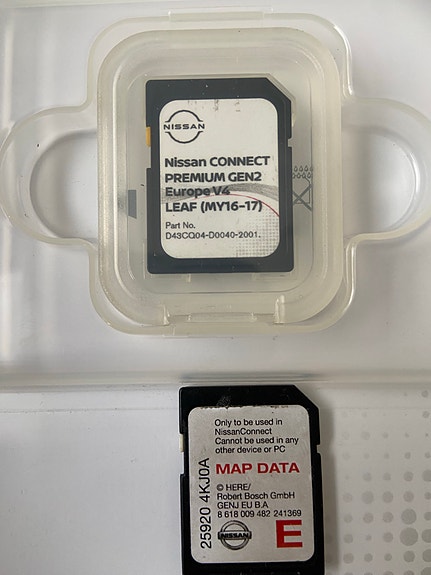 NISSAN
Nissan CONNECT
PREMIUM GEN2
Europe V4
LEAF (MY16-17)
Part No.
D43CQ04-D0040-2001.
Only to be used in
NissanConnect
Cannot be used in any
other device or PC
MAP DATA
© HERE/
Robert Bosch GmbH
GENJ EU B.A
8 618 009 482 241369
NISSAN
E
25920 4KJ0A